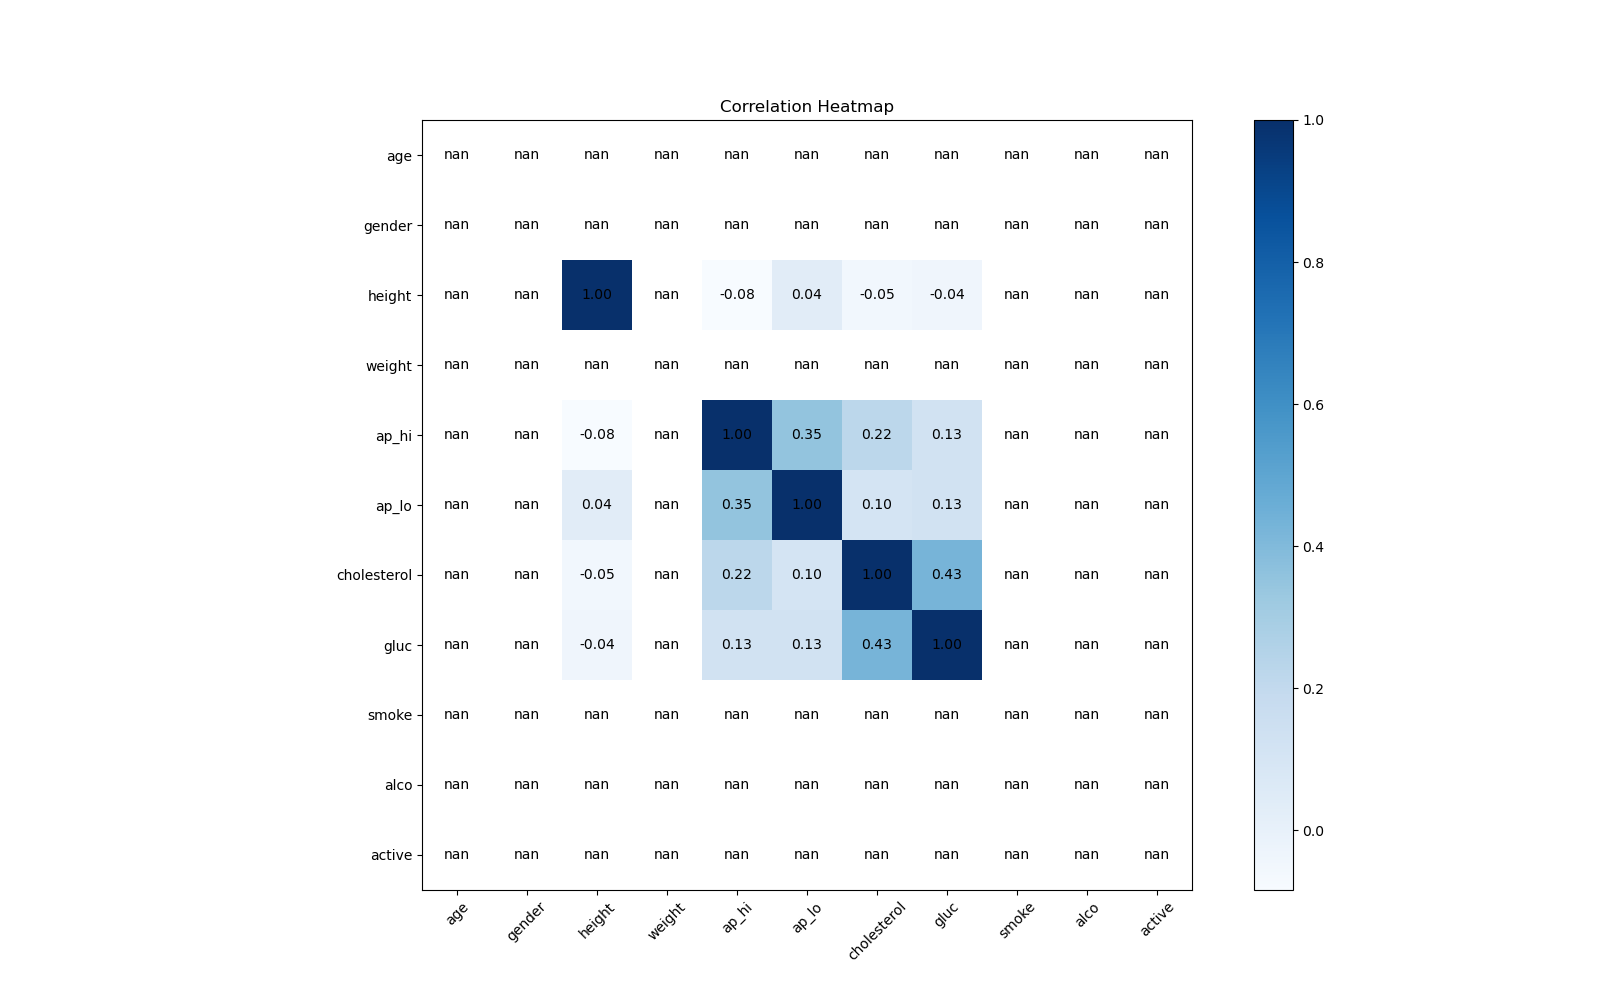 Correlation Heatmap
age nan nan nan nan nan nan nan nan nan nan nan
gender nan nan nan nan nan nan nan nan nan nan nan
height nan nan 1.00 nan -0.08 0.04 -0.05 -0.04 nan nan nan
weight nan nan nan nan nan nan nan nan nan nan nan
ap_hi nan nan -0.08 nan 1.00 0.35 0.22 0.13 nan nan nan
ap_lo nan nan 0.04 nan 0.35 1.00 0.10 0.13 nan nan nan
cholesterol nan nan -0.05 nan 0.22 0.10 1.00 0.43 nan nan nan
gluc nan nan -0.04 nan 0.13 0.13 0.43 1.00 nan nan nan
smoke nan nan nan nan nan nan nan nan nan nan nan
alco nan nan nan nan nan nan nan nan nan nan nan
active nan nan nan nan nan nan nan nan nan nan nan
age gender height weight ap_hi ap_lo cholesterol gluc smoke alco active
1.0
0.8
0.6
0.4
0.2
0.0